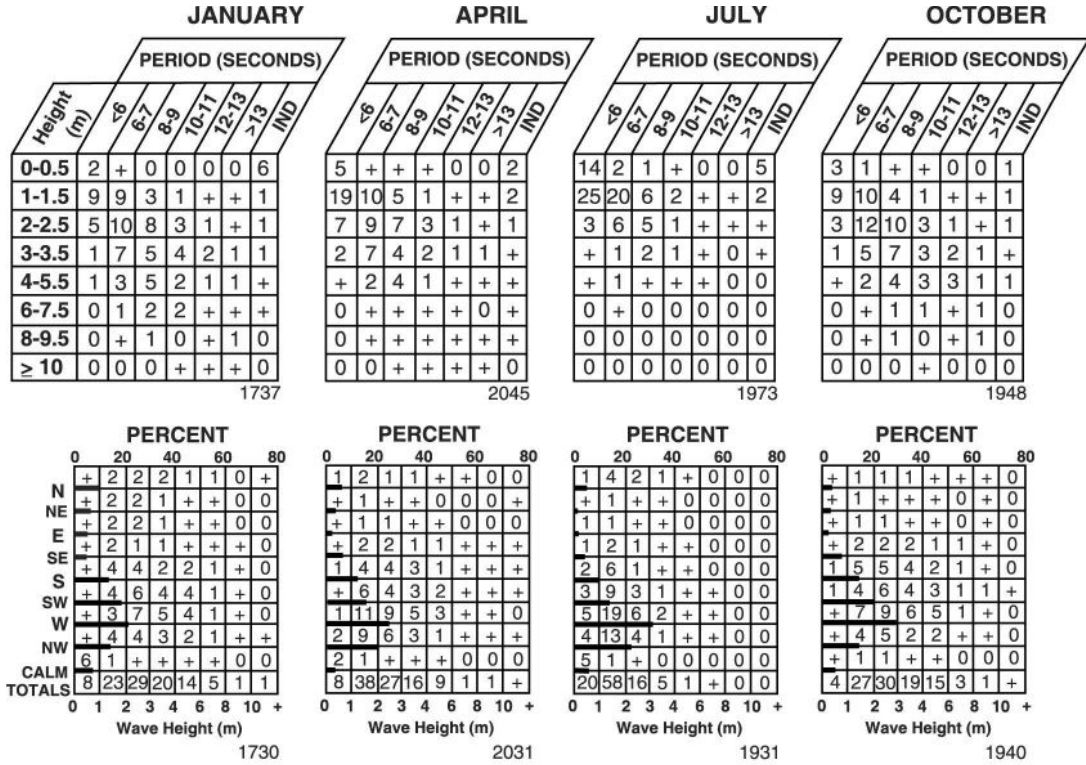 JANUARY APRIL JULY OCTOBER
PERIOD (SECONDS) PERIOD (SECONDS) PERIOD (SECONDS) PERIOD (SECONDS)
Height (m) <6 6-7 8-9 10-11 12-13 >13 IND <6 6-7 8-9 10-11 12-13 >13 IND <6 6-7 8-9 10-11 12-13 >13 IND <6 6-7 8-9 10-11 12-13 >13 IND
0-0.5 2 + 0 0 0 0 6 5 + + + 0 0 2 14 2 1 + 0 0 5 3 1 + + 0 0 1
1-1.5 9 9 3 1 + + 1 19 10 5 1 + + 2 25 20 6 2 + + 2 9 10 4 1 + + 1
2-2.5 5 10 8 3 1 + 1 7 9 7 3 1 + 1 3 6 5 1 + + + 3 12 10 3 1 + 1
3-3.5 1 7 5 4 2 1 1 2 7 4 2 1 1 + + 1 2 1 + 0 + 1 5 7 3 2 1 1
4-5.5 1 3 5 2 1 1 + + 2 4 1 + + + + 1 + + + 0 0 + 2 4 3 3 1 1
6-7.5 0 1 2 2 + + + 0 + + + + 0 + 0 + 0 0 0 0 0 0 + 1 1 + 1 0
8-9.5 0 + 1 0 + 1 0 0 + + + + + + 0 0 0 0 0 0 0 0 + 1 0 + 1 0
≥ 10 0 0 0 + + + 0 0 0 + + + + 0 0 0 0 0 0 0 0 0 0 0 + 0 0 0
1737 2045 1973 1948
PERCENT PERCENT PERCENT PERCENT
0 20 40 60 80 0 20 40 60 80 0 20 40 60 80 0 20 40 60 80
N + 2 2 2 1 1 0 + 1 2 1 1 + + 0 0 1 4 2 1 + 0 0 0 + 1 1 1 + + 0 0
NE + 2 2 1 + + 0 0 + 1 + + 0 0 0 + + 1 + + 0 0 0 + 1 + + + + 0 + 0
E + 2 2 1 + + 0 0 + 1 1 + + 0 0 0 1 1 + + 0 0 0 + 1 1 + + 0 + 0
SE + 2 1 1 + + + 0 + 2 2 1 1 + + + 1 2 1 + + 0 0 + 2 2 2 1 1 + 0
S + 4 4 2 2 1 + 0 1 4 4 3 1 + + + 2 6 1 + + 0 0 1 5 5 4 2 1 + 0
SW + 4 6 4 4 1 + 0 + 6 4 3 2 + + + 3 9 3 1 + + 0 0 1 4 6 4 3 1 1 +
W + 3 7 5 4 1 + 0 1 11 9 5 3 + + 0 5 19 6 2 + + 0 0 + 7 9 6 5 1 + 0
NW + 4 4 3 2 1 + + 2 9 6 3 1 + + + 4 13 4 1 + + 0 0 + 4 5 2 2 + + 0
CALM 6 1 + + + + 0 0 2 1 + + + 0 0 0 5 1 + 0 0 0 0 + 1 1 + + 0 0 0
TOTALS 8 23 29 20 14 5 1 1 8 38 27 16 9 1 1 + 20 58 16 5 1 + 0 0 4 27 30 19 15 3 1 +
0 1 2 3 4 6 8 10 + 0 1 2 3 4 6 8 10 + 0 1 2 3 4 6 8 10 + 0 1 2 3 4 6 8 10 +
Wave Height (m) Wave Height (m) Wave Height (m) Wave Height (m)
1730 2031 1931 1940